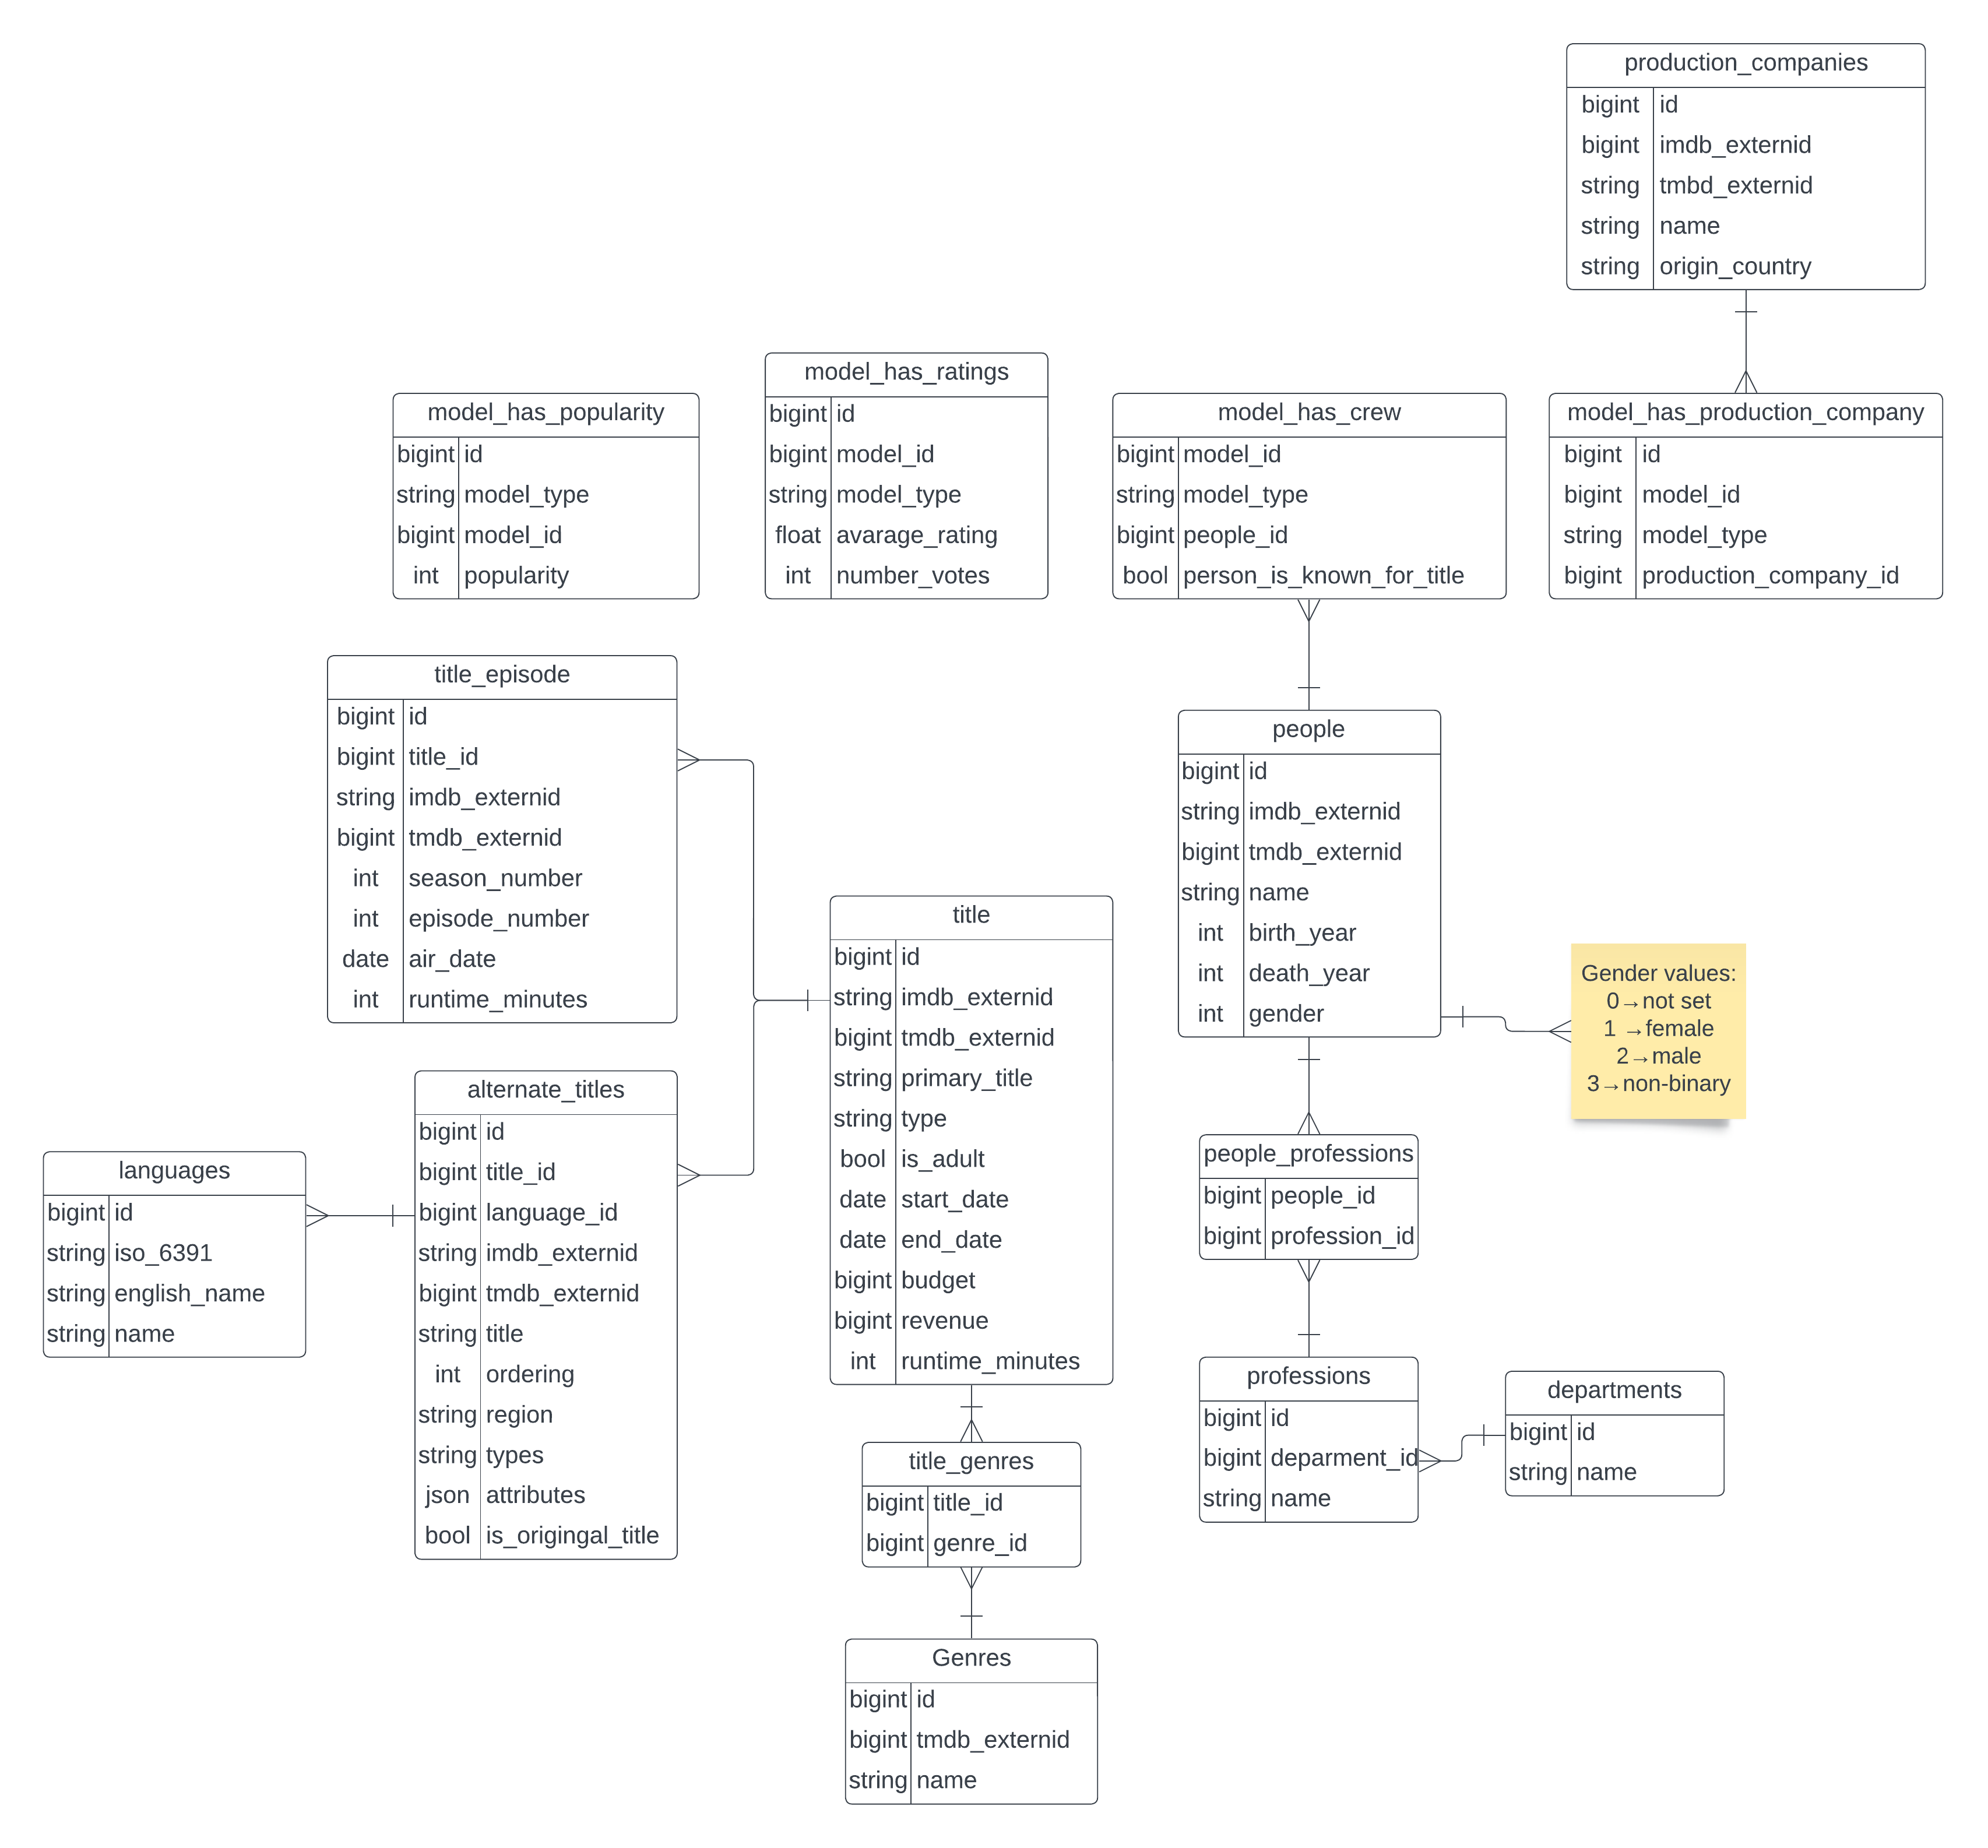 production_companies
bigint id
bigint imdb_externid
string tmbd_externid
string name
string origin_country
model_has_popularity
bigint id
string model_type
bigint model_id
int popularity
model_has_ratings
bigint id
bigint model_id
string model_type
float avarage_rating
int number_votes
model_has_crew
bigint model_id
string model_type
bigint people_id
bool person_is_known_for_title
model_has_production_company
bigint id
bigint model_id
string model_type
bigint production_company_id
title_episode
bigint id
bigint title_id
string imdb_externid
bigint tmdb_externid
int season_number
int episode_number
date air_date
int runtime_minutes
people
bigint id
string imdb_externid
bigint tmdb_externid
string name
int birth_year
int death_year
int gender
Gender values:
0→not set
1 →female
2→male
3→non-binary
title
bigint id
string imdb_externid
bigint tmdb_externid
string primary_title
string type
bool is_adult
date start_date
date end_date
bigint budget
bigint revenue
int runtime_minutes
alternate_titles
bigint id
bigint title_id
bigint language_id
string imdb_externid
bigint tmdb_externid
string title
int ordering
string region
string types
json attributes
bool is_origingal_title
languages
bigint id
string iso_6391
string english_name
string name
people_professions
bigint people_id
bigint profession_id
professions
bigint id
bigint deparment_id
string name
departments
bigint id
string name
title_genres
bigint title_id
bigint genre_id
Genres
bigint id
bigint tmdb_externid
string name